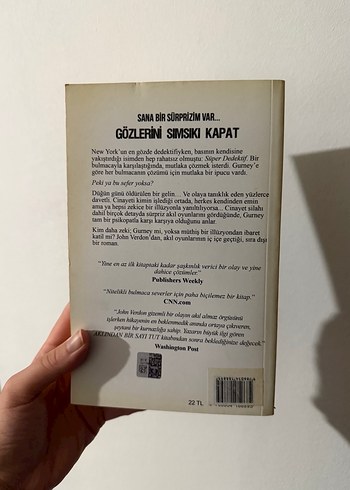 SANA BİR SÜRPRİZİM VAR...
GÖZLERİNİ SIMSIKI KAPAT
New York'un en gözde dedektifiyken, basının kendisine
yakıştırdığı isimden hep rahatsız olmuştu; Süper Dedektif. Bir
bulmacayla karşılaştığında, mutlaka çözmek isterdi. Gurney'e
göre her bulmacanın çözümü için mutlaka bir ipucu vardı.
Peki ya bu sefer yoksa?
Düğün günü öldürülen bir gelin... Ve olaya tanıklık eden yüzlerce
davetli. Cinayeti kimin işlediği ortada, herkes kendinden emin
ama ya hepsi zekice bir illüzyonla yanıltılıyorsa... Cinayet silahı
dahil birçok detayda sürpriz akıl oyunlarını gördüğünde, Gurney
tam bir psikopatla karşı karşıya olduğunu anlar.
Kim daha zeki; Gurney mi, yoksa müthiş bir illüzyondan ibaret
katil mi? John Verdon'dan, akıl oyunlarının iç içe geçtiği, sıra dışı
bir roman.
"Yine en az ilk kitaptaki kadar şaşkınlık verici bir olay ve yine
dahice çözümler."
Publishers Weekly
"Nitelikli bulmaca severler için paha biçilemez bir kitap."
CNN.com
"John Verdon gizemli bir olayın akıl almaz örgüsünü
işlerken hikayenin en beklenmedik anında ortaya çıkveren,
şeytani bir kurnazlığa sahip. Yazarın büyük ilgi gören
AKLINDAN BİR SAYI TUT kitabından sonra beklediğinize değecek."
Washington Post
22 TL